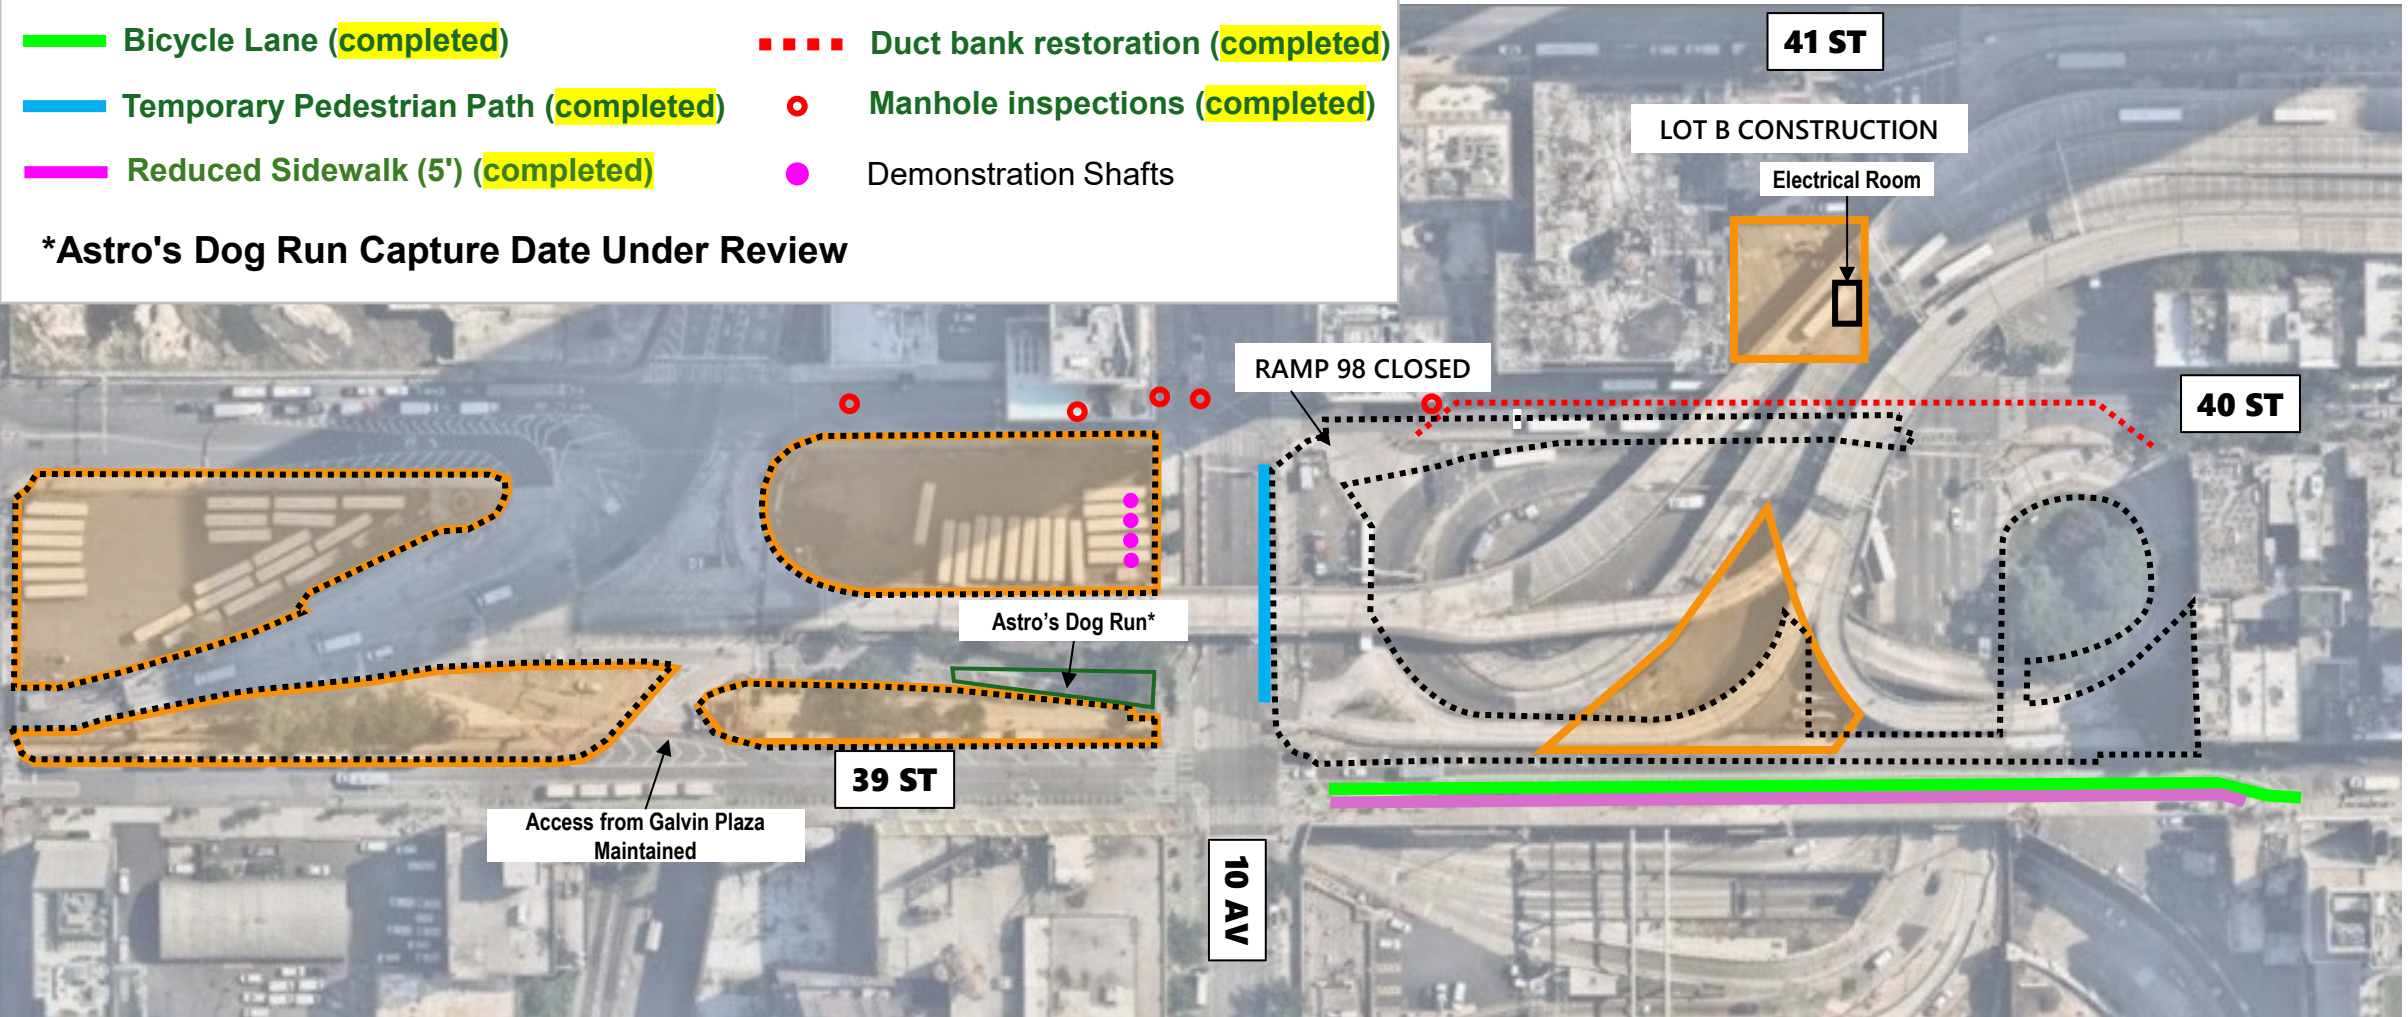 Bicycle Lane (completed)
Temporary Pedestrian Path (completed)
Reduced Sidewalk (5') (completed)
Duct bank restoration (completed)
Manhole inspections (completed)
Demonstration Shafts
*Astro's Dog Run Capture Date Under Review
41 ST
LOT B CONSTRUCTION
Electrical Room
RAMP 98 CLOSED
40 ST
Astro's Dog Run*
39 ST
Access from Galvin Plaza
Maintained
10 AV